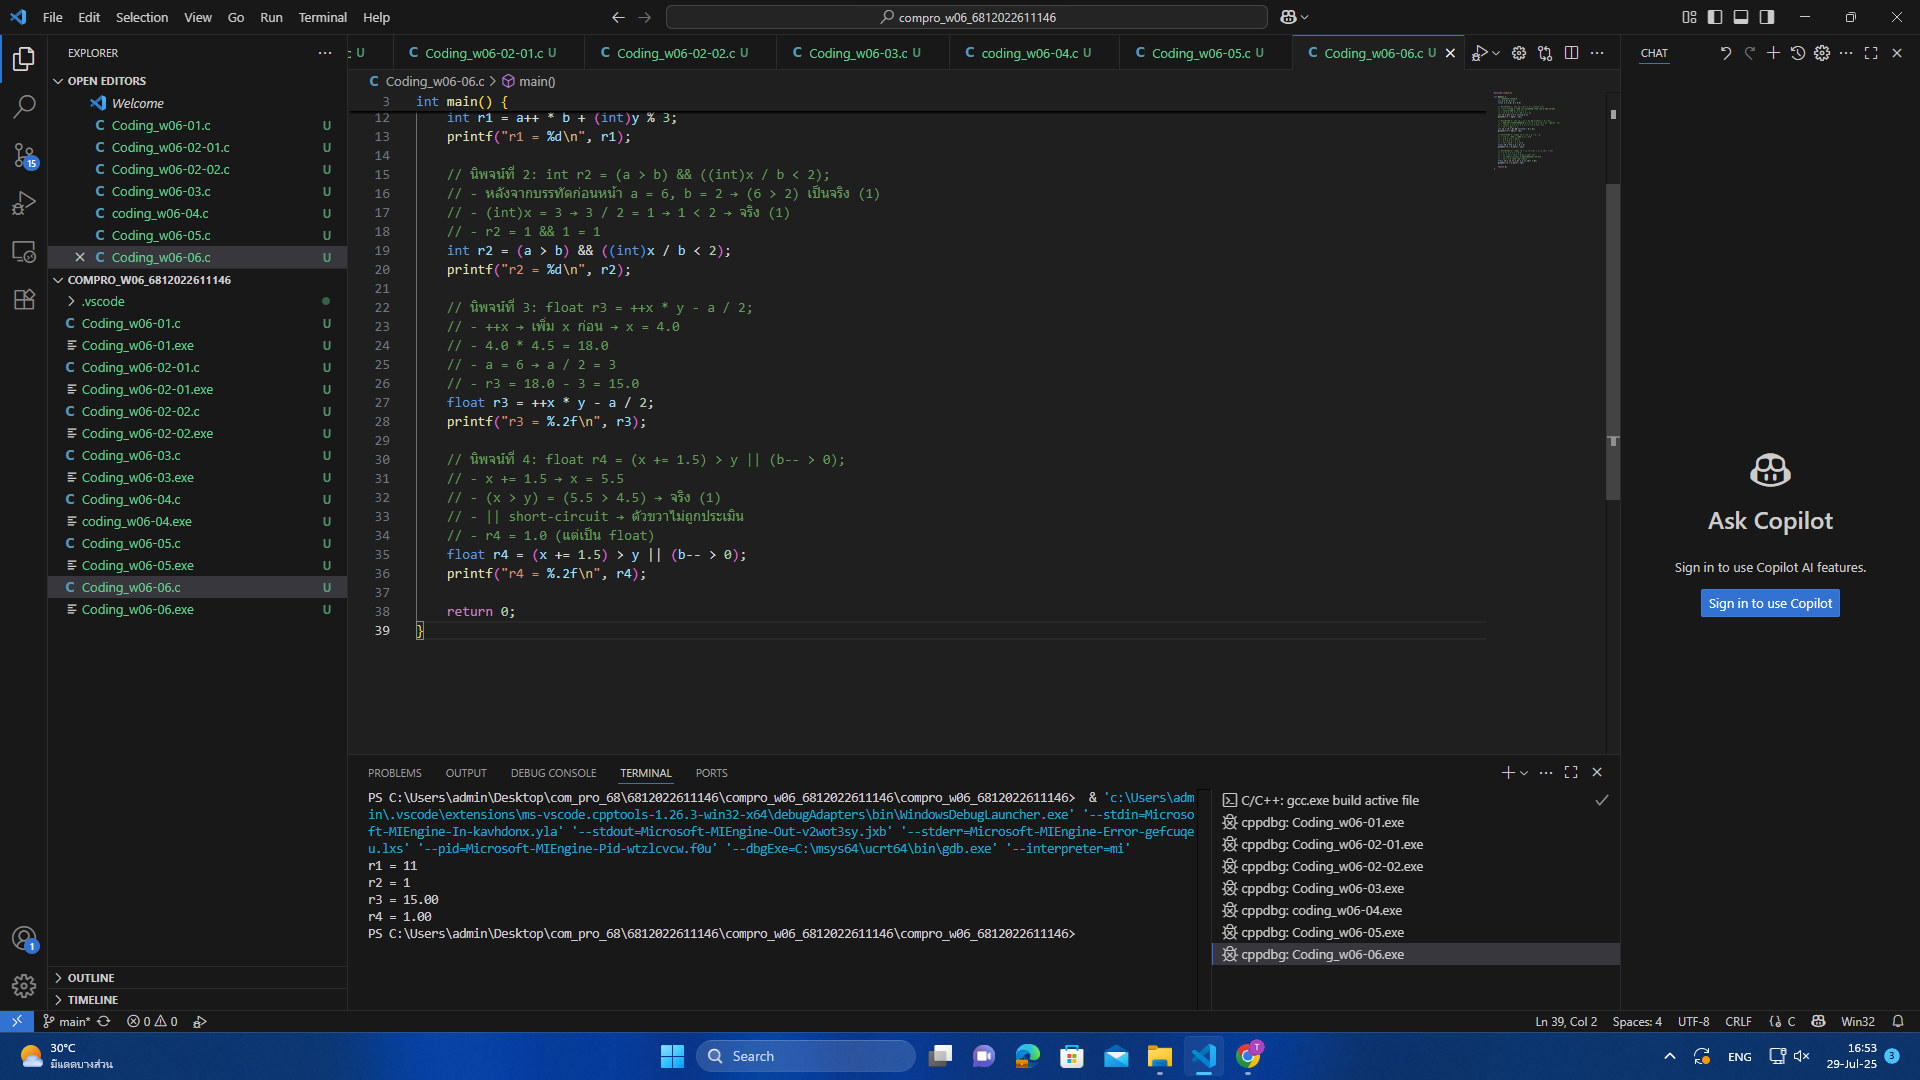 File Edit Selection View Go Run Terminal Help
compro_w06_6812022611146
EXPLORER
OPEN EDITORS
Welcome
C Coding_w06-01.c U
C Coding_w06-02-01.c U
C Coding_w06-02-02.c U
C Coding_w06-03.c U
C coding_w06-04.c U
C Coding_w06-05.c U
C Coding_w06-06.c U
COMPRO_W06_6812022611146
.vscode
C Coding_w06-01.c U
Coding_w06-01.exe U
C Coding_w06-02-01.c U
Coding_w06-02-01.exe U
C Coding_w06-02-02.c U
Coding_w06-02-02.exe U
C Coding_w06-03.c U
Coding_w06-03.exe U
C Coding_w06-04.c U
coding_w06-04.exe U
C Coding_w06-05.c U
Coding_w06-05.exe U
C Coding_w06-06.c U
Coding_w06-06.exe U
OUTLINE
TIMELINE
15
1
:c U C Coding_w06-02-01.c U C Coding_w06-02-02.c U C Coding_w06-03.c U C coding_w06-04.c U C Coding_w06-05.c U C Coding_w06-06.c U
C Coding_w06-06.c > main()
3 int main() {
12 int r1 = a++ * b + (int)y % 3;
13 printf("r1 = %d\n", r1);
14
15 // นิพจน์ที่ 2: int r2 = (a > b) && ((int)x / b < 2);
16 // - หลังจากบรรทัดก่อนหน้า a = 6, b = 2 → (6 > 2) เป็นจริง (1)
17 // - (int)x = 3 → 3 / 2 = 1 → 1 < 2 → จริง (1)
18 // - r2 = 1 && 1 = 1
19 int r2 = (a > b) && ((int)x / b < 2);
20 printf("r2 = %d\n", r2);
21
22 // นิพจน์ที่ 3: float r3 = ++x * y - a / 2;
23 // - ++x → เพิ่ม x ก่อน → x = 4.0
24 // - 4.0 * 4.5 = 18.0
25 // - a = 6 → a / 2 = 3
26 // - r3 = 18.0 - 3 = 15.0
27 float r3 = ++x * y - a / 2;
28 printf("r3 = %.2f\n", r3);
29
30 // นิพจน์ที่ 4: float r4 = (x += 1.5) > y || (b-- > 0);
31 // - x += 1.5 → x = 5.5
32 // - (x > y) = (5.5 > 4.5) → จริง (1)
33 // - || short-circuit → ตัวขวาไม่ถูกประเมิน
34 // - r4 = 1.0 (แต่เป็น float)
35 float r4 = (x += 1.5) > y || (b-- > 0);
36 printf("r4 = %.2f\n", r4);
37
38 return 0;
39 }
PROBLEMS OUTPUT DEBUG CONSOLE TERMINAL PORTS
PS C:\Users\admin\Desktop\com_pro_68\6812022611146\compro_w06_6812022611146\compro_w06_6812022611146> & 'c:\Users\adm
in\.vscode\extensions\ms-vscode.cpptools-1.26.3-win32-x64\debugAdapters\bin\WindowsDebugLauncher.exe' '--stdin=Microso
ft-MIEngine-In-kavhdonx.yla' '--stdout=Microsoft-MIEngine-Out-v2wot3sy.jxb' '--stderr=Microsoft-MIEngine-Error-gefcuqe
u.lxs' '--pid=Microsoft-MIEngine-Pid-wtzlcvcw.f0u' '--dbgExe=C:\msys64\ucrt64\bin\gdb.exe' '--interpreter=mi'
r1 = 11
r2 = 1
r3 = 15.00
r4 = 1.00
PS C:\Users\admin\Desktop\com_pro_68\6812022611146\compro_w06_6812022611146\compro_w06_6812022611146>
C/C++: gcc.exe build active file
cppdbg: Coding_w06-01.exe
cppdbg: Coding_w06-02-01.exe
cppdbg: Coding_w06-02-02.exe
cppdbg: Coding_w06-03.exe
cppdbg: coding_w06-04.exe
cppdbg: Coding_w06-05.exe
cppdbg: Coding_w06-06.exe
CHAT
Ask Copilot
Sign in to use Copilot AI features.
Sign in to use Copilot
main* 0 0
Ln 39, Col 2 Spaces: 4 UTF-8 CRLF {} C Win32
30°C
มีแดดบางส่วน
Search
T
ENG
16:53
29-Jul-25
3